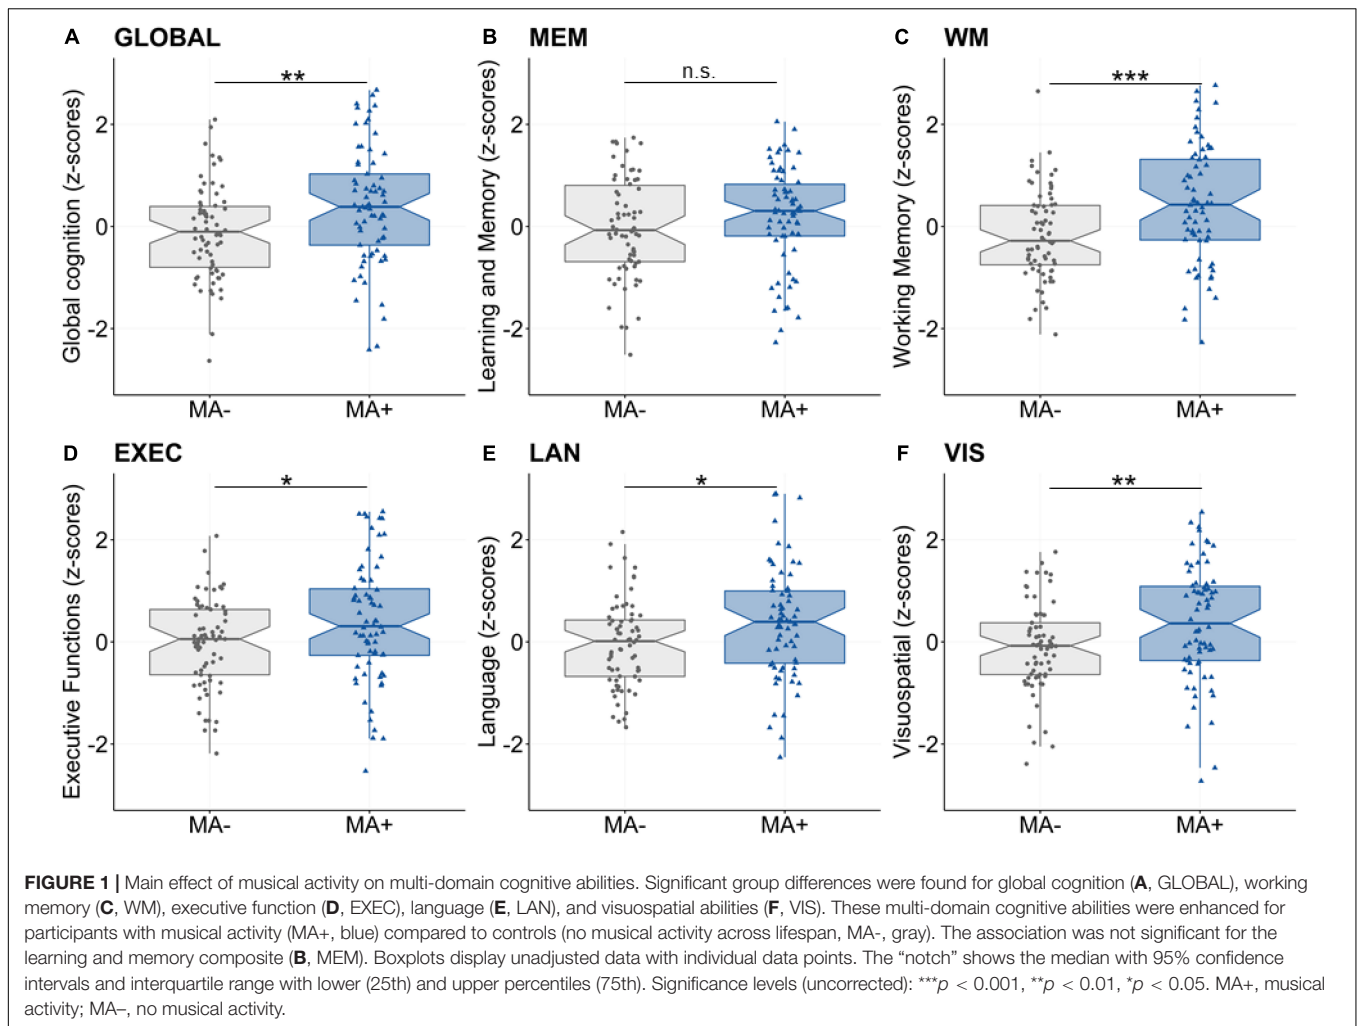 A GLOBAL
B MEM
C WM
**
n.s.
***
Global cognition (z-scores)
2
0
-2
MA- MA+
Learning and Memory (z-scores)
2
0
-2
MA- MA+
Working Memory (z-scores)
2
0
-2
MA- MA+
D EXEC
E LAN
F VIS
*
*
**
Executive Functions (z-scores)
2
0
-2
MA- MA+
Language (z-scores)
2
0
-2
MA- MA+
Visuospatial (z-scores)
2
0
-2
MA- MA+
FIGURE 1 | Main effect of musical activity on multi-domain cognitive abilities. Significant group differences were found for global cognition (A, GLOBAL), working
memory (C, WM), executive function (D, EXEC), language (E, LAN), and visuospatial abilities (F, VIS). These multi-domain cognitive abilities were enhanced for
participants with musical activity (MA+, blue) compared to controls (no musical activity across lifespan, MA-, gray). The association was not significant for the
learning and memory composite (B, MEM). Boxplots display unadjusted data with individual data points. The “notch” shows the median with 95% confidence
intervals and interquartile range with lower (25th) and upper percentiles (75th). Significance levels (uncorrected): ***p < 0.001, **p < 0.01, *p < 0.05. MA+, musical
activity; MA–, no musical activity.